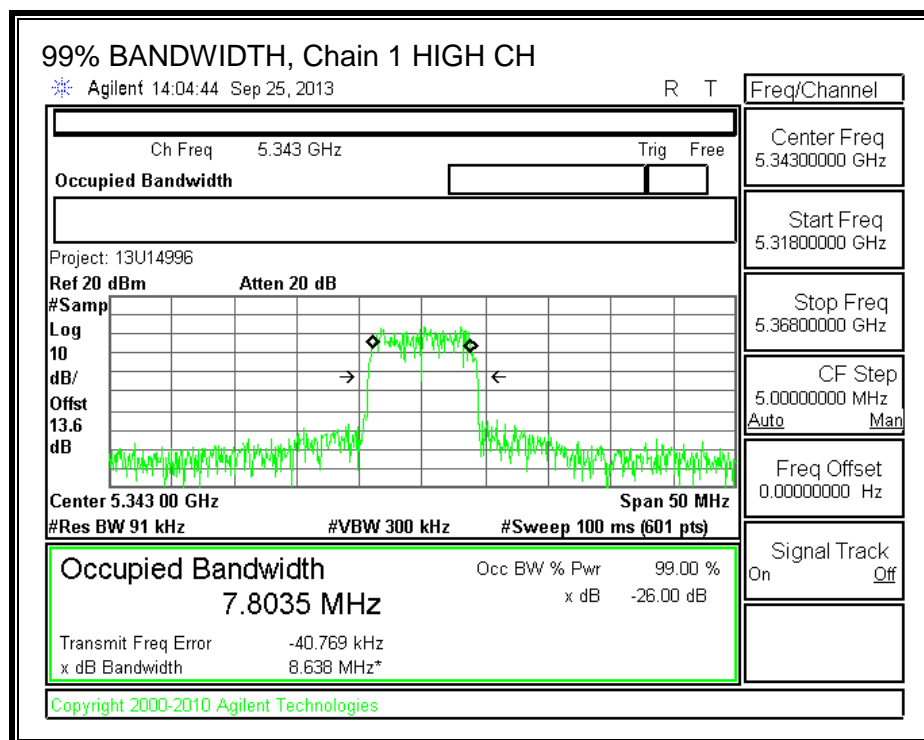 99% BANDWIDTH, Chain 1 HIGH CH
Agilent 14:04:44 Sep 25, 2013 R T
Freq/Channel
Ch Freq 5.343 GHz Trig Free
Occupied Bandwidth
Center Freq
5.34300000 GHz
Start Freq
5.31800000 GHz
Stop Freq
5.36800000 GHz
CF Step
5.00000000 MHz
Auto Man
Freq Offset
0.00000000 Hz
Signal Track
On Off
Project: 13U14996
Ref 20 dBm Atten 20 dB
#Samp
Log
10
dB/
Offst
13.6
dB
Center 5.343 00 GHz Span 50 MHz
#Res BW 91 kHz #VBW 300 kHz #Sweep 100 ms (601 pts)
Occupied Bandwidth Occ BW % Pwr 99.00 %
7.8035 MHz x dB -26.00 dB
Transmit Freq Error -40.769 kHz
x dB Bandwidth 8.638 MHz*
Copyright 2000-2010 Agilent Technologies